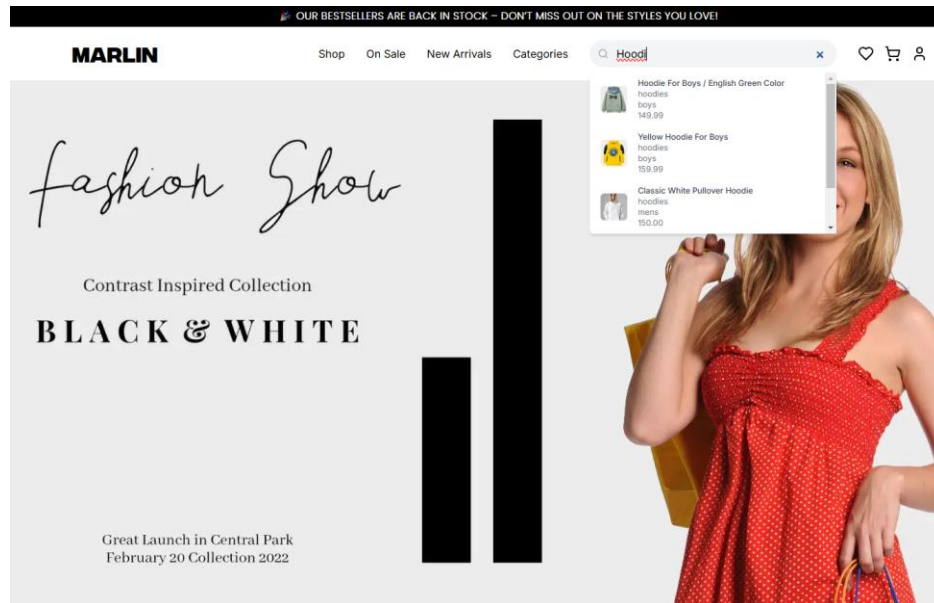 🎉 OUR BESTSELLERS ARE BACK IN STOCK – DON'T MISS OUT ON THE STYLES YOU LOVE!
MARLIN Shop On Sale New Arrivals Categories Hoodi
Hoodie For Boys / English Green Color
hoodies
boys
149.99
Yellow Hoodie For Boys
hoodies
boys
159.99
Classic White Pullover Hoodie
hoodies
mens
150.00
fashion Show
Contrast Inspired Collection
BLACK & WHITE
Great Launch in Central Park
February 20 Collection 2022